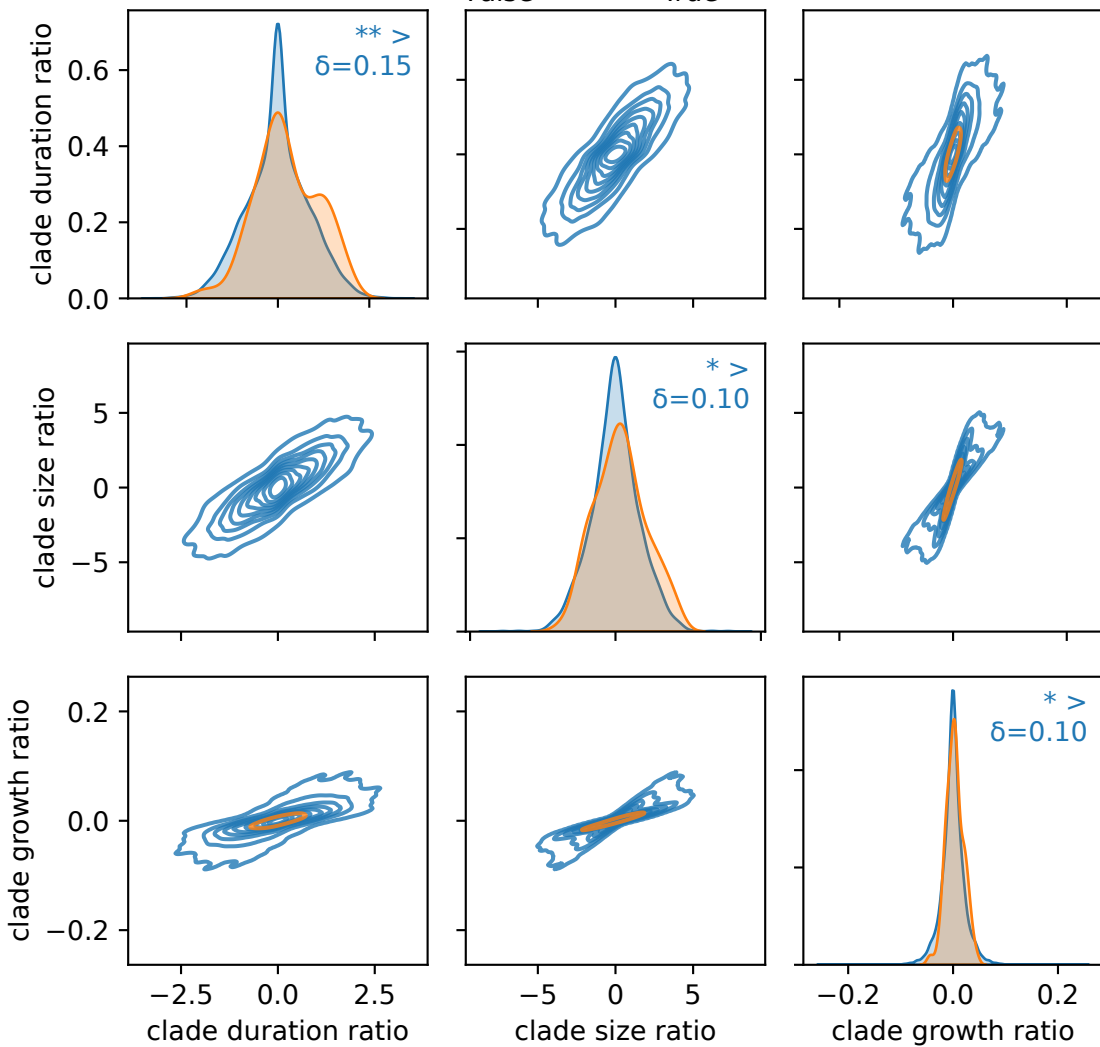 False True
clade duration ratio
0.6
0.4
0.2
0.0
** >
δ=0.15
clade size ratio
5
0
−5
* >
δ=0.10
clade growth ratio
0.2
0.0
−0.2
* >
δ=0.10
−2.5 0.0 2.5
−5 0 5
−0.2 0.0 0.2
clade duration ratio
clade size ratio
clade growth ratio